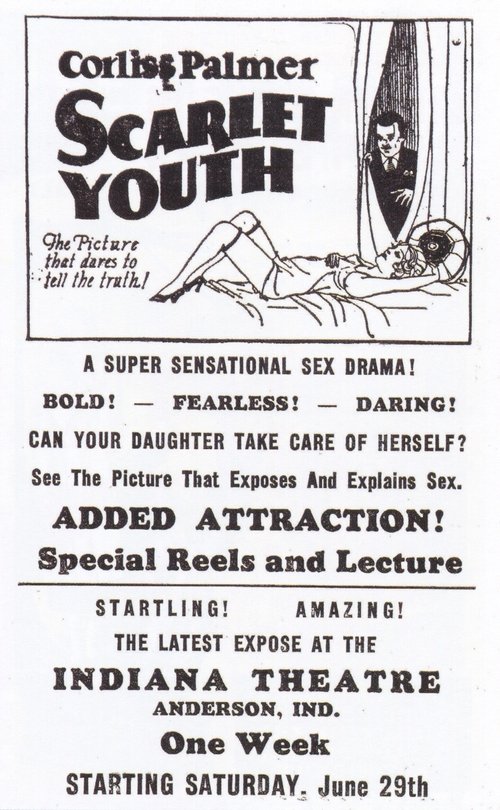 Corliss Palmer
SCARLET
YOUTH
The Picture
that dares to
tell the truth!
A SUPER SENSATIONAL SEX DRAMA!
BOLD! — FEARLESS! — DARING!
CAN YOUR DAUGHTER TAKE CARE OF HERSELF?
See The Picture That Exposes And Explains Sex.
ADDED ATTRACTION!
Special Reels and Lecture
STARTLING! AMAZING!
THE LATEST EXPOSE AT THE
INDIANA THEATRE
ANDERSON, IND.
One Week
STARTING SATURDAY. June 29th